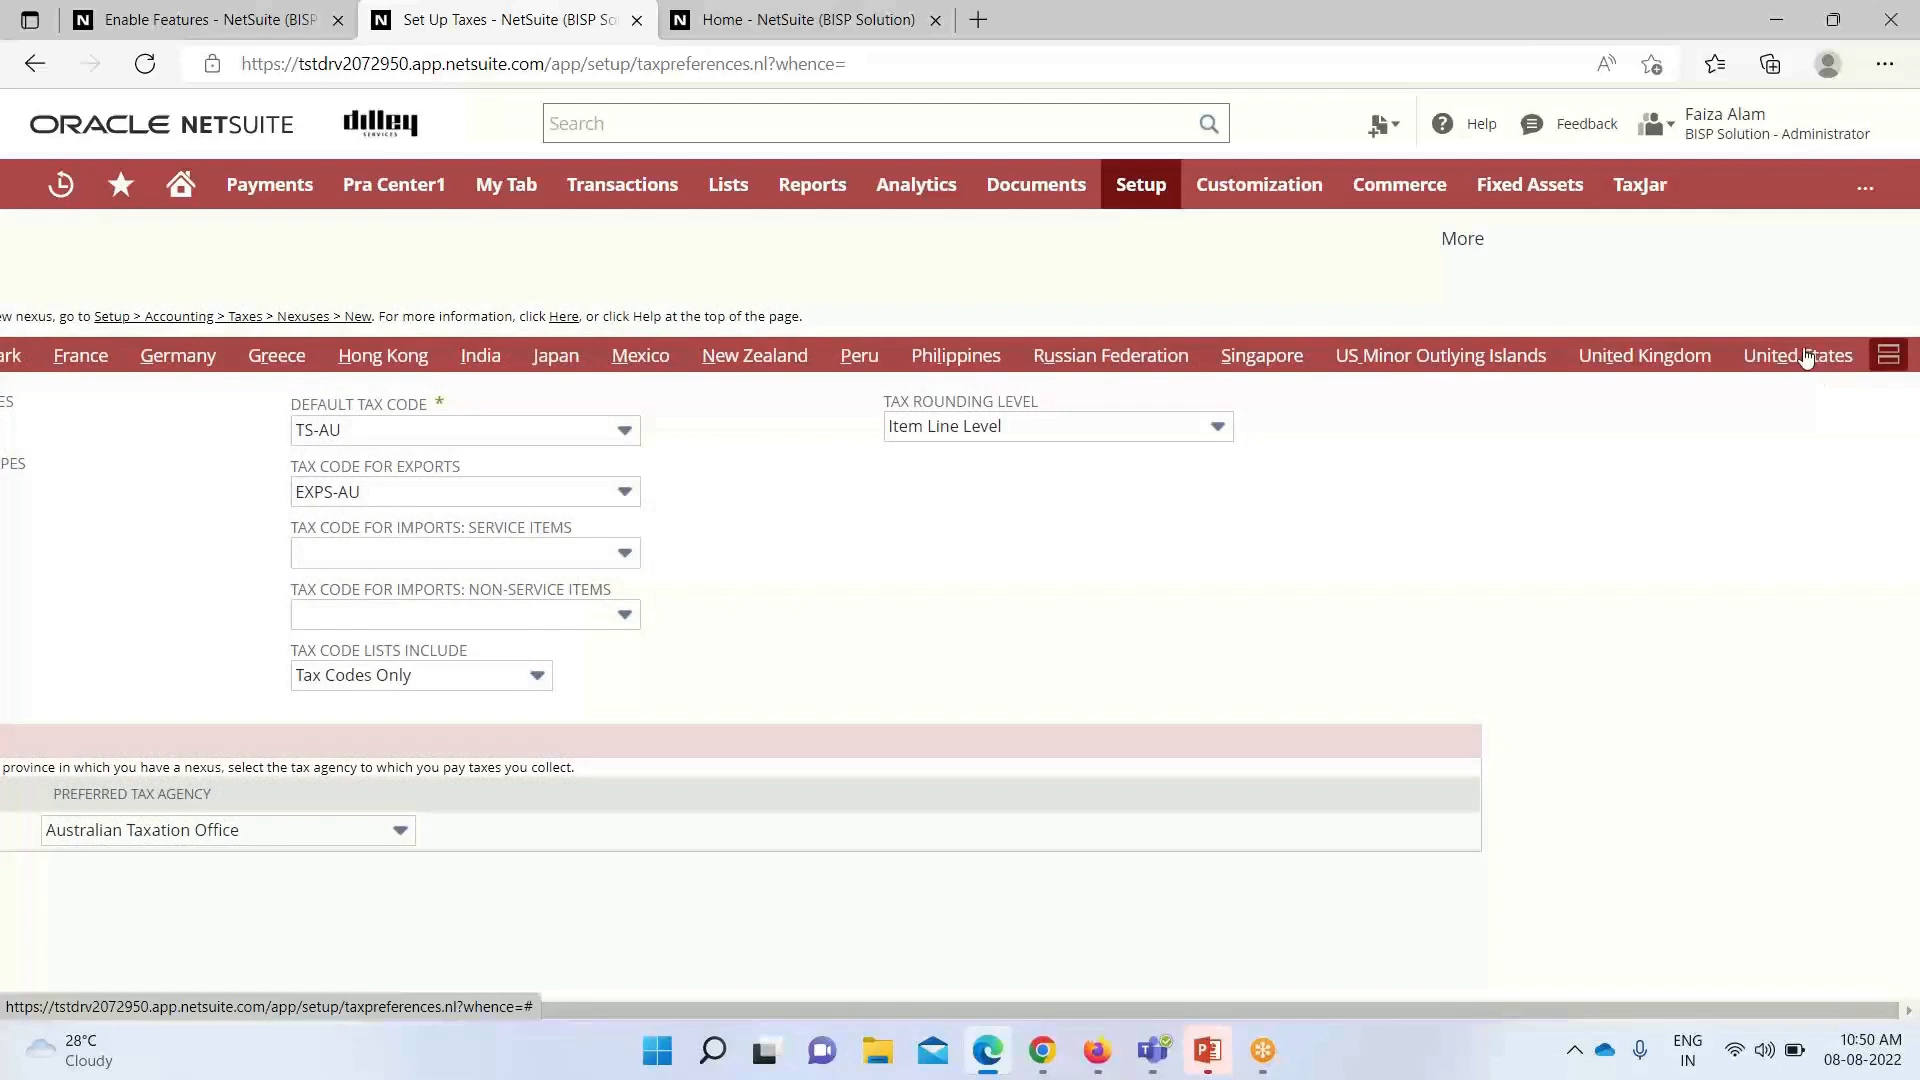 Enable Features - NetSuite (BISP
Set Up Taxes - NetSuite (BISP So
Home - NetSuite (BISP Solution)
https://tstdrv2072950.app.netsuite.com/app/setup/taxpreferences.nl?whence=
ORACLE NETSUITE
dilley
SERVICES
Search
Help
Feedback
Faiza Alam
BISP Solution - Administrator
Payments Pra Center1 My Tab Transactions Lists Reports Analytics Documents Setup Customization Commerce Fixed Assets TaxJar ...
More
ew nexus, go to Setup > Accounting > Taxes > Nexuses > New. For more information, click Here, or click Help at the top of the page.
ark France Germany Greece Hong Kong India Japan Mexico New Zealand Peru Philippines Russian Federation Singapore US Minor Outlying Islands United Kingdom United States
ES
PES
DEFAULT TAX CODE *
TS-AU
TAX CODE FOR EXPORTS
EXPS-AU
TAX CODE FOR IMPORTS: SERVICE ITEMS
TAX CODE FOR IMPORTS: NON-SERVICE ITEMS
TAX CODE LISTS INCLUDE
Tax Codes Only
TAX ROUNDING LEVEL
Item Line Level
province in which you have a nexus, select the tax agency to which you pay taxes you collect.
PREFERRED TAX AGENCY
Australian Taxation Office
https://tstdrv2072950.app.netsuite.com/app/setup/taxpreferences.nl?whence=#
28°C
Cloudy
ENG
IN
10:50 AM
08-08-2022